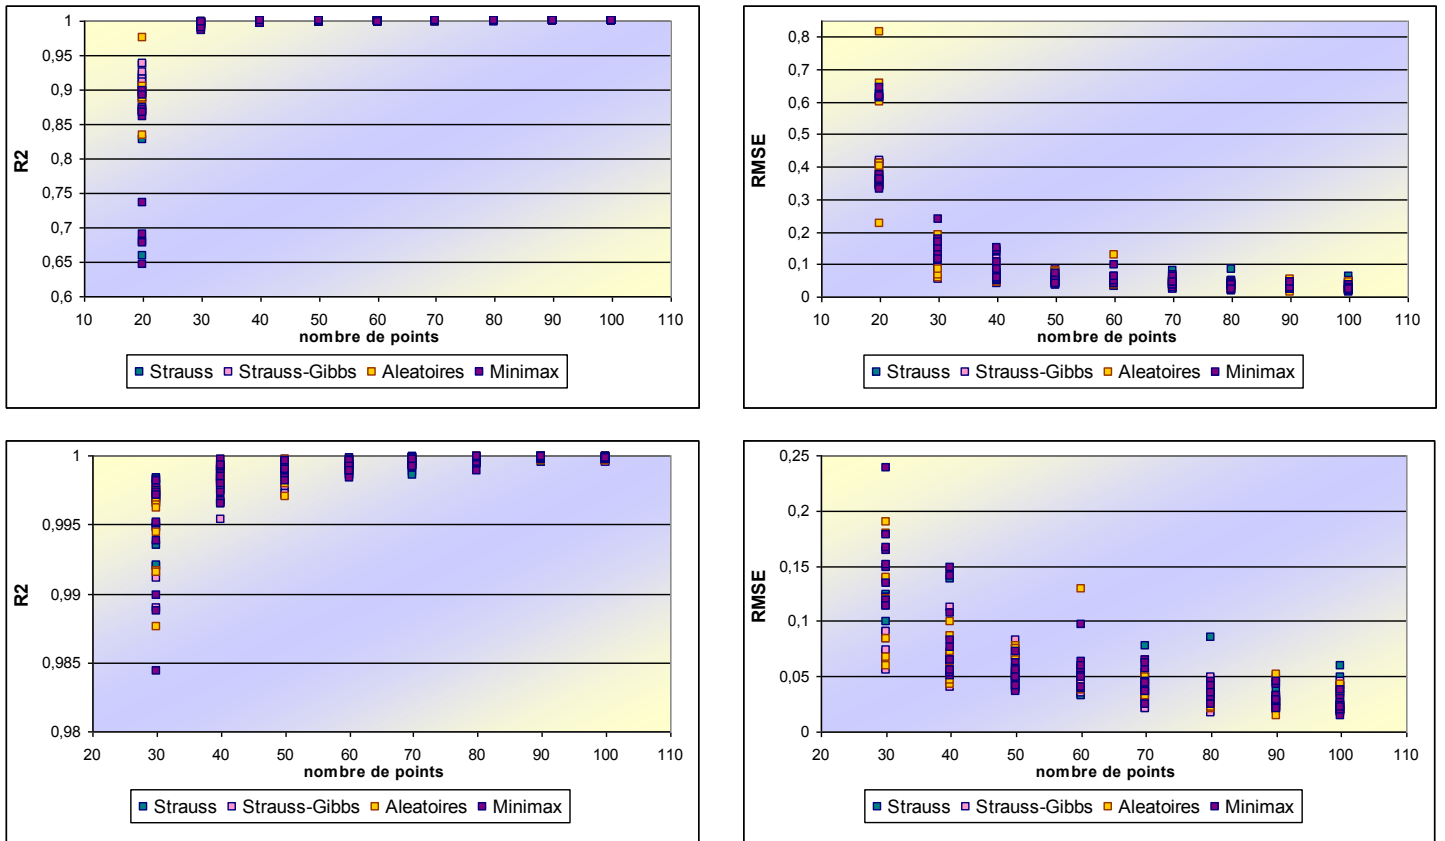 1
0,95
0,9
0,85
0,8
0,75
0,7
0,65
0,6
R2
10 20 30 40 50 60 70 80 90 100 110
nombre de points
Strauss Strauss-Gibbs Aleatoires Minimax
0,8
0,7
0,6
0,5
0,4
0,3
0,2
0,1
0
RMSE
10 20 30 40 50 60 70 80 90 100 110
nombre de points
Strauss Strauss-Gibbs Aleatoires Minimax
1
0,995
0,99
0,985
0,98
R2
20 30 40 50 60 70 80 90 100 110
nombre de points
Strauss Strauss-Gibbs Aleatoires Minimax
0,25
0,2
0,15
0,1
0,05
0
RMSE
20 30 40 50 60 70 80 90 100 110
nombre de points
Strauss Strauss-Gibbs Aleatoires Minimax